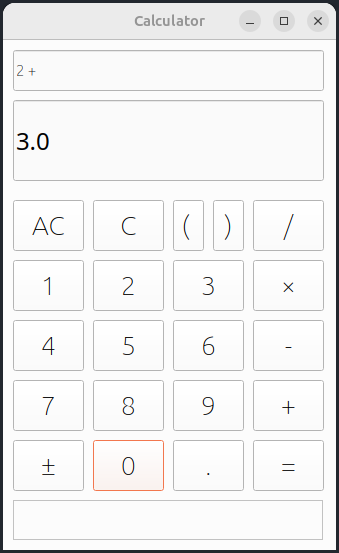 Calculator
2 +
3.0
AC C ( ) /
1 2 3 ×
4 5 6 -
7 8 9 +
± 0 . =